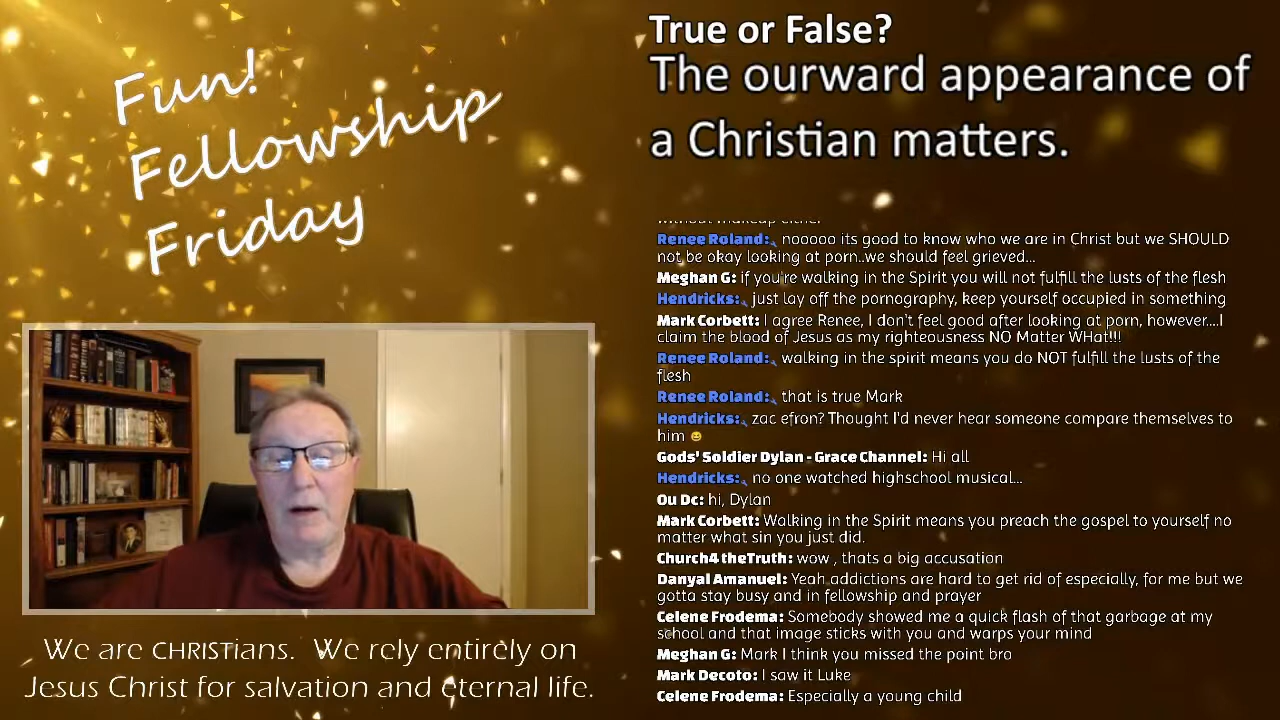 Fun!
Fellowship
Friday
We are CHRISTians. We rely entirely on
Jesus Christ for salvation and eternal life.
True or False?
The ourward appearance of
a Christian matters.
Renee Roland: nooooo its good to know who we are in Christ but we SHOULD
not be okay looking at porn..we should feel grieved...
Meghan G: if you're walking in the Spirit you will not fulfill the lusts of the flesh
Hendricks: just lay off the pornography, keep yourself occupied in something
Mark Corbett: I agree Renee, I don't feel good after looking at porn, however....I
claim the blood of Jesus as my righteousness NO Matter WHat!!!
Renee Roland: walking in the spirit means you do NOT fulfill the lusts of the
flesh
Renee Roland: that is true Mark
Hendricks: zac efron? Thought I'd never hear someone compare themselves to
him
Gods' Soldier Dylan - Grace Channel: Hi all
Hendricks: no one watched highschool musical...
Ou Dc: hi, Dylan
Mark Corbett: Walking in the Spirit means you preach the gospel to yourself no
matter what sin you just did.
Church4theTruth: wow , thats a big accusation
Danyal Amanuel: Yeah addictions are hard to get rid of especially, for me but we
gotta stay busy and in fellowship and prayer
Celene Frodema: Somebody showed me a quick flash of that garbage at my
school and that image sticks with you and warps your mind
Meghan G: Mark I think you missed the point bro
Mark Decoto: I saw it Luke
Celene Frodema: Especially a young child